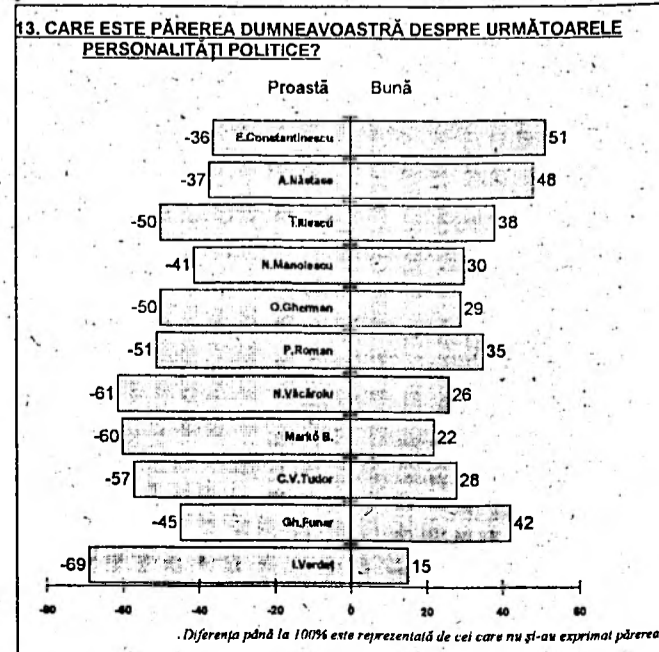 13. CARE ESTE PĂREREA DUMNEAVOASTRĂ DESPRE URMĂTOARELE
PERSONALITĂȚI POLITICE?
Proastă Bună
-36 E.Constantinescu 51
-37 A.Năstase 48
-50 T.Iliescu 38
-41 N.Manolescu 30
-50 O.Gherman 29
-51 P.Roman 35
-61 N.Văcăroiu 26
-60 Markó B. 22
-57 C.V.Tudor 28
-45 Gh.Funar 42
-69 I.Verdeț 15
-80 -60 -40 -20 0 20 40 60
. Diferența până la 100% este reprezentată de cei care nu și-au exprimat părerea